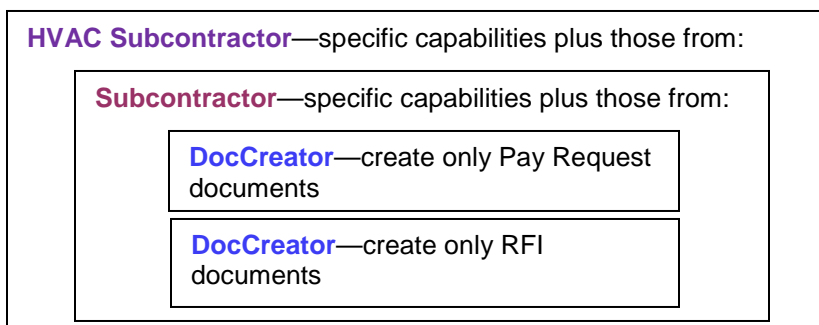 HVAC Subcontractor—specific capabilities plus those from:
Subcontractor—specific capabilities plus those from:
DocCreator—create only Pay Request
documents
DocCreator—create only RFI
documents